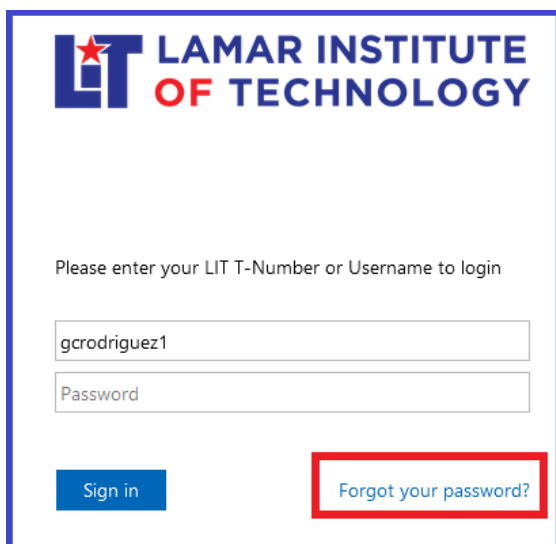 LIT LAMAR INSTITUTE
OF TECHNOLOGY
Please enter your LIT T-Number or Username to login
gcrodriguez1
Password
Sign in
Forgot your password?